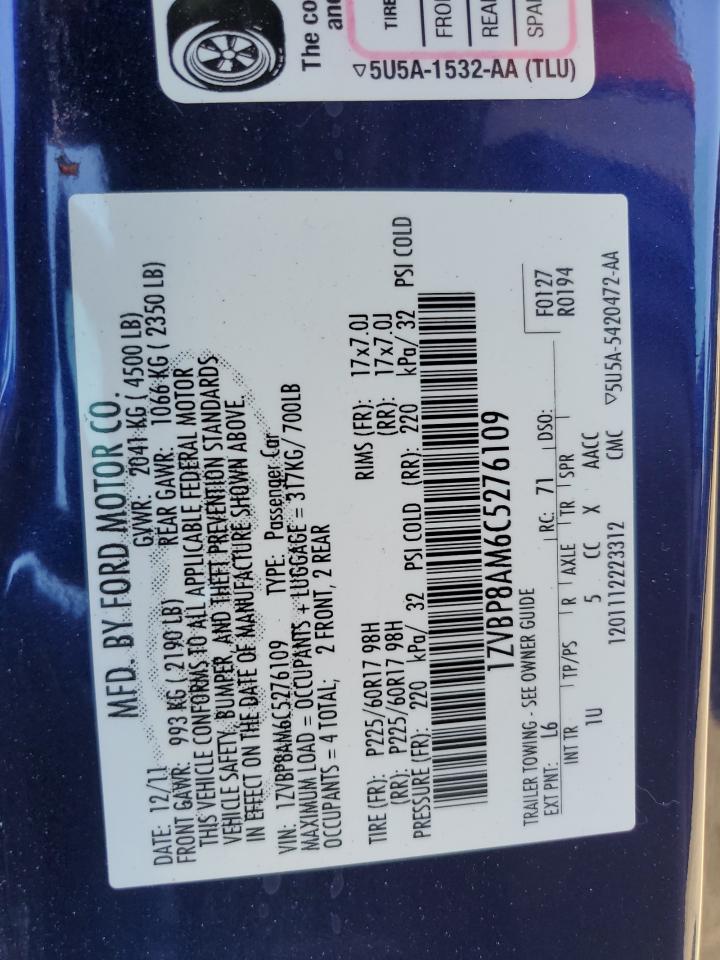 The co
an
TIRE
FRO
REA
SPA
▽5U5A-1532-AA (TLU)
MFD. BY FORD MOTOR CO.
DATE: 12/11 GVWR: 2041 KG ( 4500 LB)
FRONT GAWR: 993 KG ( 2190 LB) REAR GAWR: 1066 KG ( 2350 LB)
THIS VEHICLE CONFORMS TO ALL APPLICABLE FEDERAL MOTOR
VEHICLE SAFETY, BUMPER, AND THEFT PREVENTION STANDARDS
IN EFFECT ON THE DATE OF MANUFACTURE SHOWN ABOVE.
VIN: 1ZVBP8AM6C5276109 TYPE: Passenger Car
MAXIMUM LOAD = OCCUPANTS + LUGGAGE = 317KG/ 700LB
OCCUPANTS = 4 TOTAL; 2 FRONT, 2 REAR
TIRE (FR): P225/60R17 98H RIMS (FR): 17x7.0J
(RR): P225/60R17 98H (RR): 17x7.0J
PRESSURE (FR): 220 kPa/ 32 PSI COLD (RR): 220 kPa/ 32 PSI COLD
1ZVBP8AM6C5276109
TRAILER TOWING - SEE OWNER GUIDE F0127
EXT PNT: L6 RC: 71 DSO: R0194
INT TR TP/PS R AXLE TR SPR
1U 5 CC X AACC
1201112223312 CMC ▽5U5A-5420472-AA